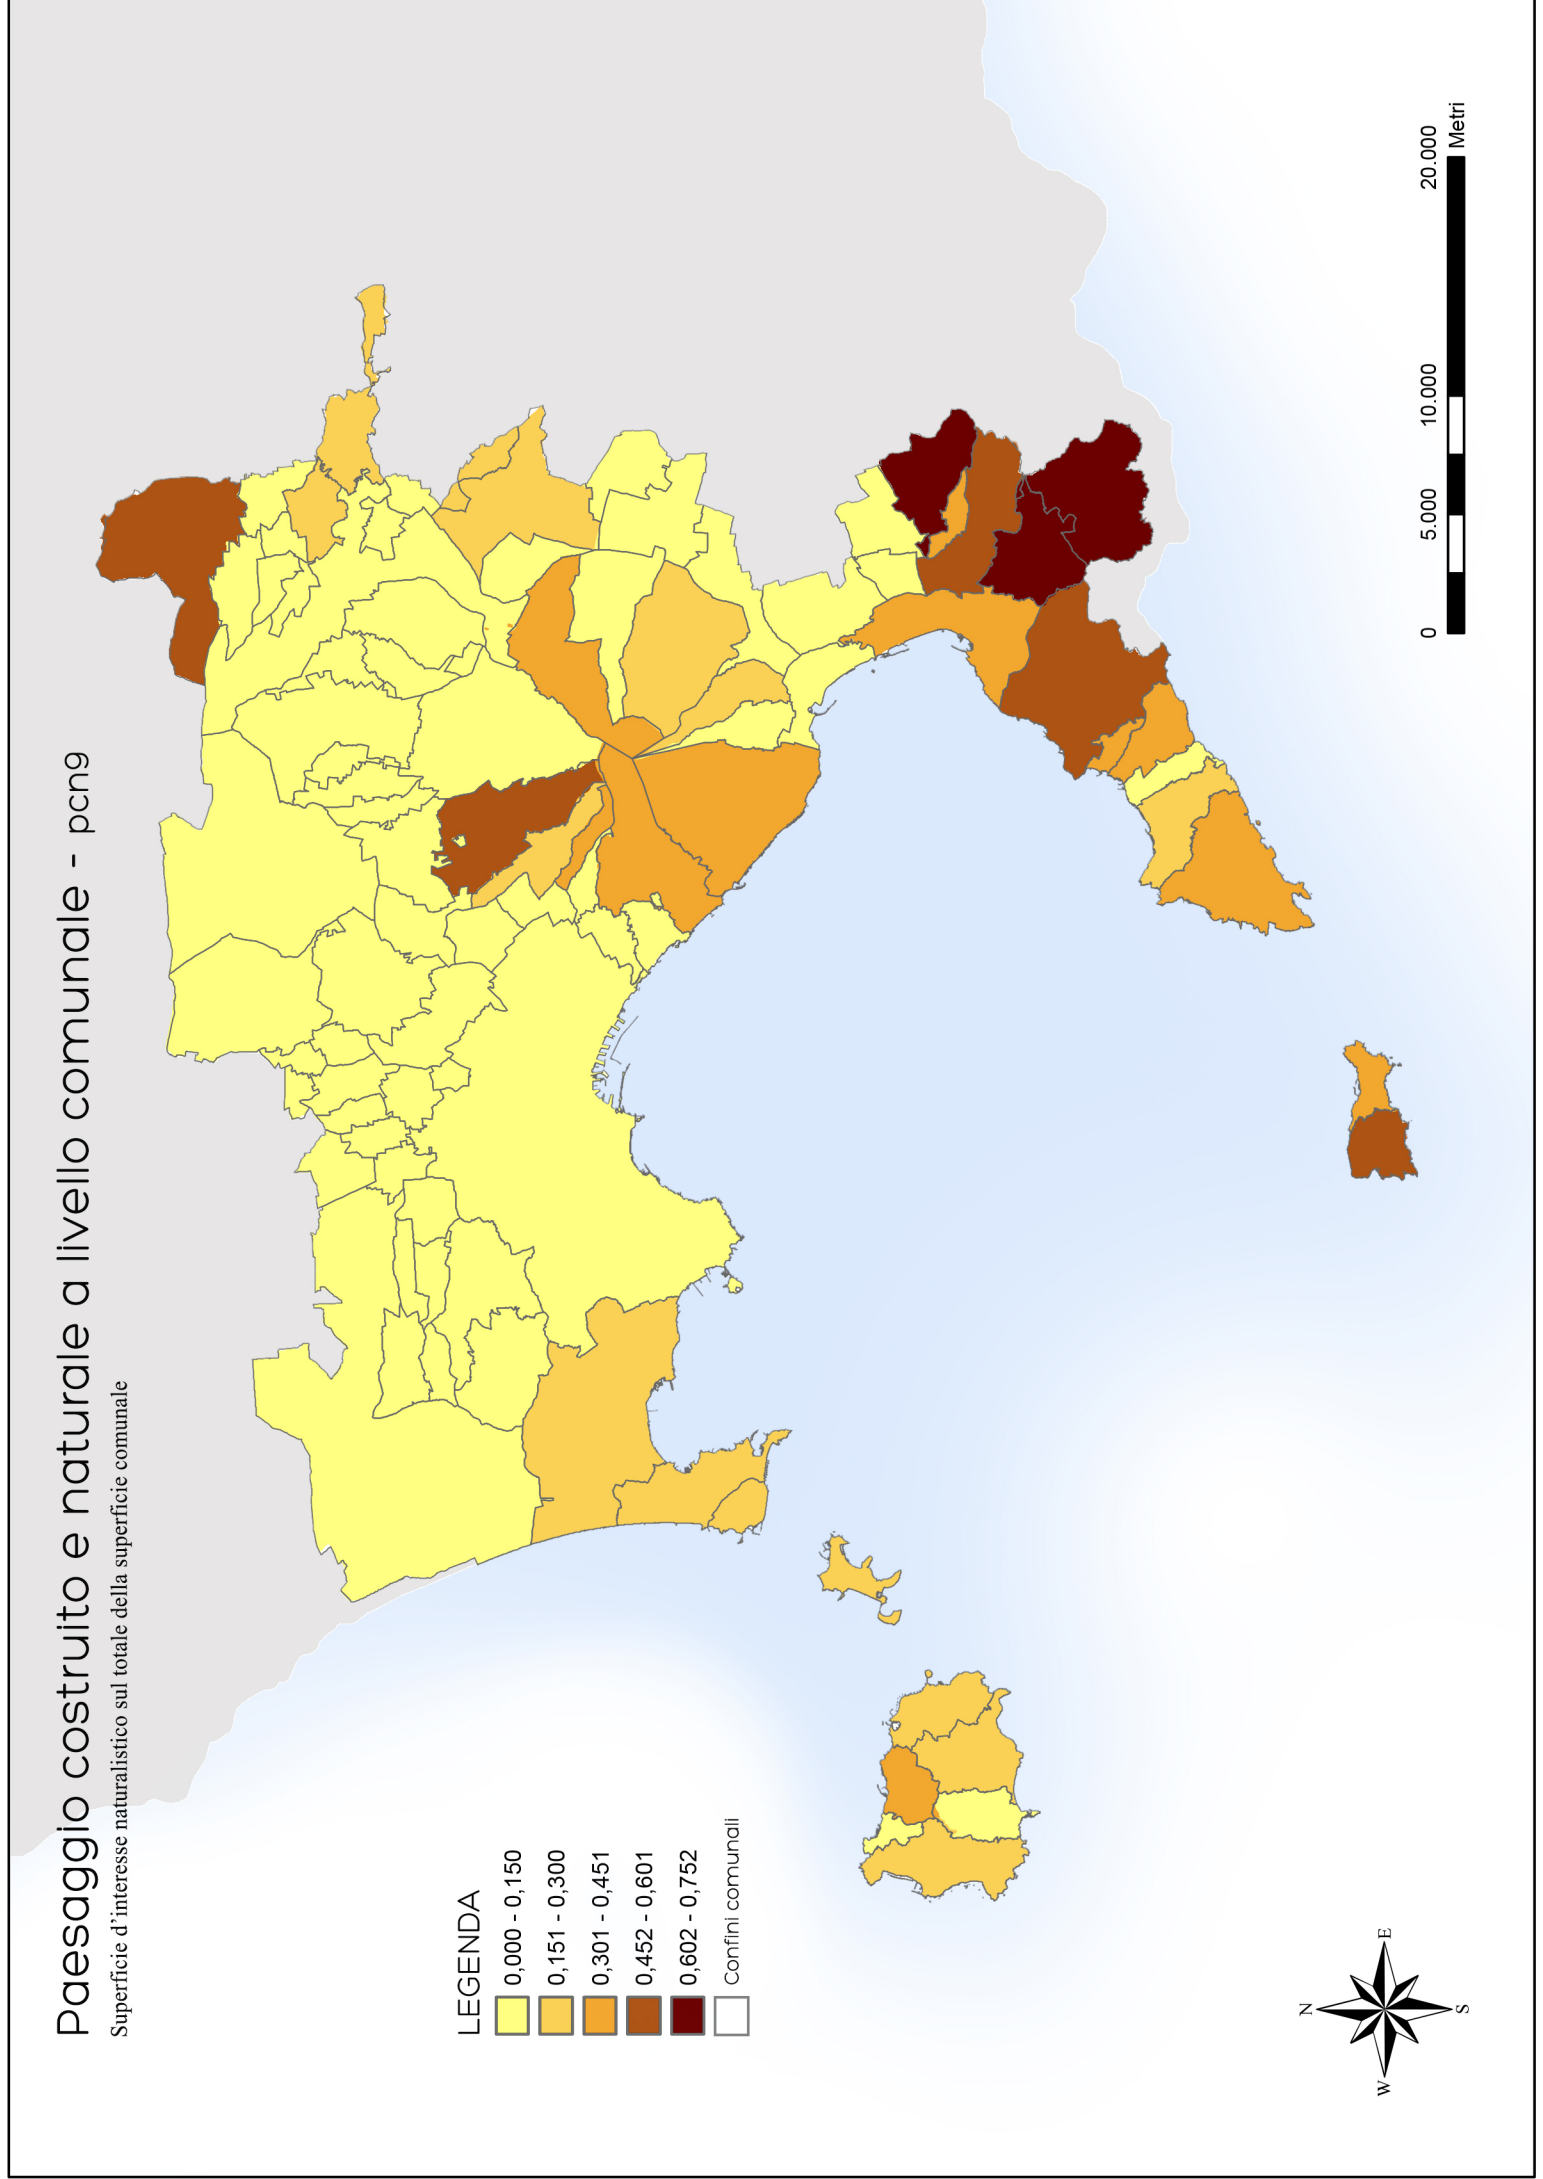 Paesaggio costruito e naturale a livello comunale - pcn9
Superficie d'interesse naturalistico sul totale della superficie comunale
LEGENDA
0,000 - 0,150
0,151 - 0,300
0,301 - 0,451
0,452 - 0,601
0,602 - 0,752
Confini comunali
N
W
E
S
0
5.000
10.000
20.000
Metri